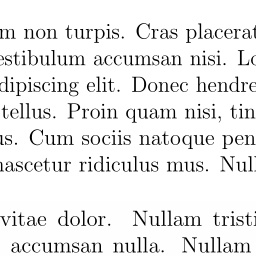 m non turpis. Cras placerat
estibulum accumsan nisi. Lo
dipiscing elit. Donec hendre
tellus. Proin quam nisi, tin
us. Cum sociis natoque pen
nascetur ridiculus mus. Null
vitae dolor. Nullam tristi
accumsan nulla. Nullam